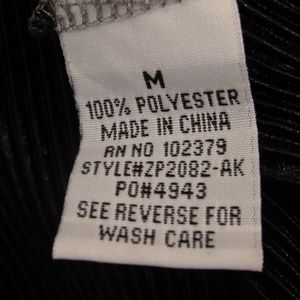 M
100% POLYESTER
MADE IN CHINA
RN NO 102379
STYLE#ZP2082-AK
PO#4943
SEE REVERSE FOR
WASH CARE